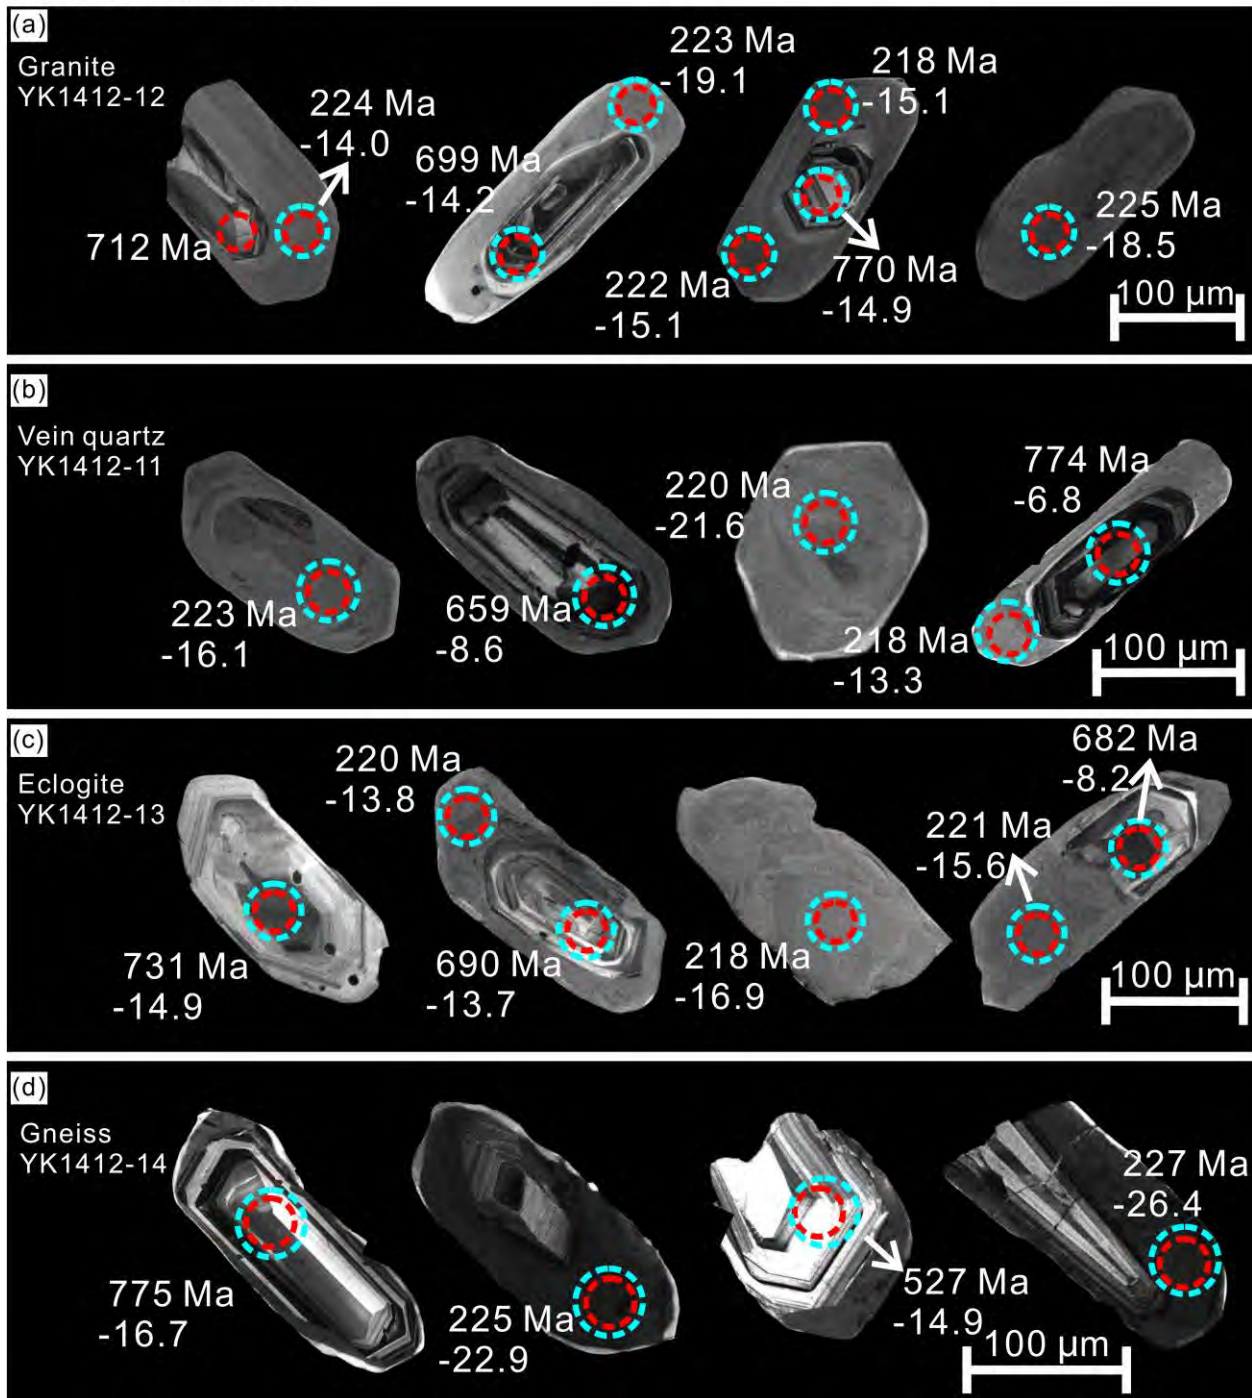 (a)
Granite
YK1412-12
224 Ma
-14.0
712 Ma
699 Ma
-14.2
223 Ma
-19.1
222 Ma
-15.1
218 Ma
-15.1
770 Ma
-14.9
225 Ma
-18.5
100 µm
(b)
Vein quartz
YK1412-11
223 Ma
-16.1
659 Ma
-8.6
220 Ma
-21.6
218 Ma
-13.3
774 Ma
-6.8
100 µm
(c)
Eclogite
YK1412-13
731 Ma
-14.9
220 Ma
-13.8
690 Ma
-13.7
218 Ma
-16.9
221 Ma
-15.6
682 Ma
-8.2
100 µm
(d)
Gneiss
YK1412-14
775 Ma
-16.7
225 Ma
-22.9
527 Ma
-14.9
227 Ma
-26.4
100 µm